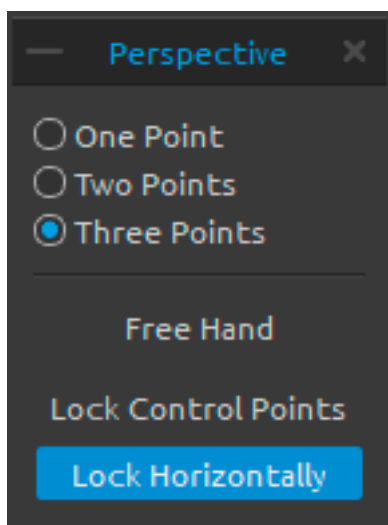 Perspective
One Point
Two Points
Three Points
Free Hand
Lock Control Points
Lock Horizontally